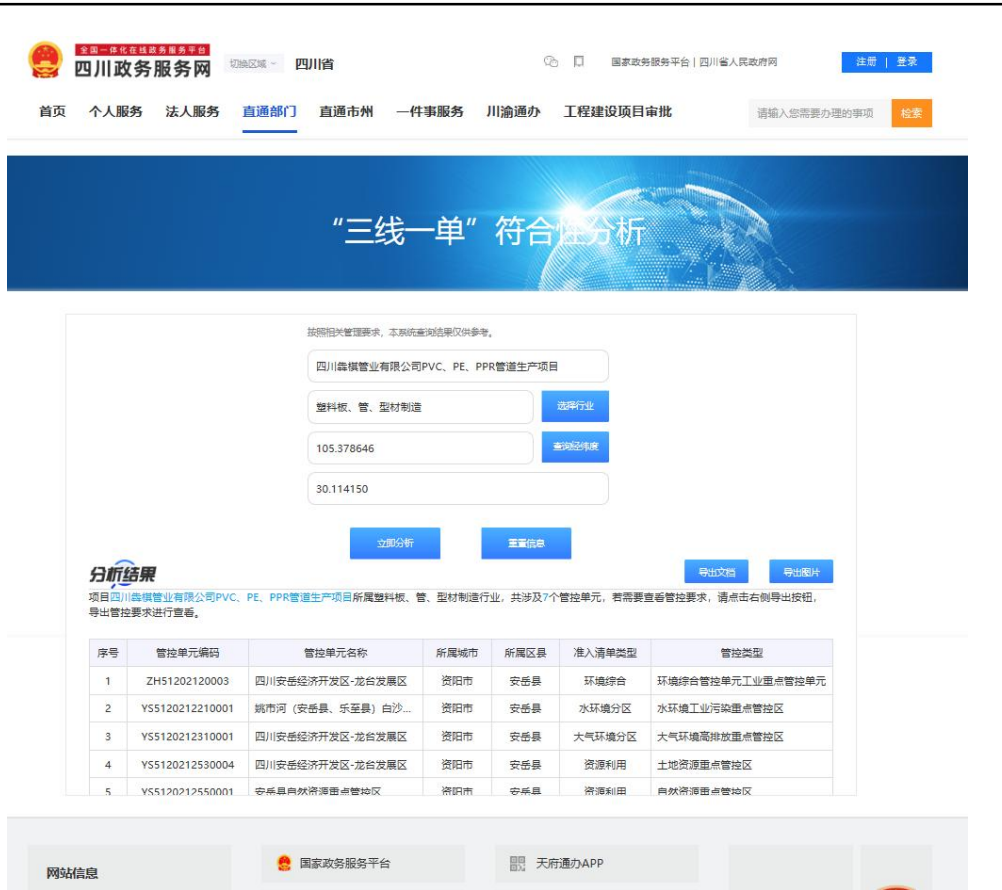 全国一体化在线政务服务平台
四川政务服务网 切换区域 四川省 国家政务服务平台 | 四川省人民政府网 注册 | 登录
首页 个人服务 法人服务 直通部门 直通市州 一件事服务 川渝通办 工程建设项目审批 请输入您需要办理的事项 检索
“三线一单”符合性分析
按照相关管理要求，本系统查询结果仅供参考。
四川犇棋管业有限公司PVC、PE、PPR管道生产项目
塑料板、管、型材制造 选择行业
105.378646 查询经纬度
30.114150
立即分析 重置信息
分析结果 导出文档 导出图片
项目四川犇棋管业有限公司PVC、PE、PPR管道生产项目所属塑料板、管、型材制造行业，共涉及7个管控单元，若需要查看管控要求，请点击右侧导出按钮，
导出管控要求进行查看。
序号 管控单元编码 管控单元名称 所属城市 所属区县 准入清单类型 管控类型
1 ZH51202120003 四川安岳经济开发区-龙台发展区 资阳市 安岳县 环境综合 环境综合管控单元工业重点管控单元
2 YS5120212210001 姚市河（安岳县、乐至县）白沙... 资阳市 安岳县 水环境分区 水环境工业污染重点管控区
3 YS5120212310001 四川安岳经济开发区-龙台发展区 资阳市 安岳县 大气环境分区 大气环境高排放重点管控区
4 YS5120212530004 四川安岳经济开发区-龙台发展区 资阳市 安岳县 资源利用 土地资源重点管控区
5 YS5120212550001 安岳县自然资源重点管控区 资阳市 安岳县 资源利用 自然资源重点管控区
网站信息 国家政务服务平台 天府通办APP